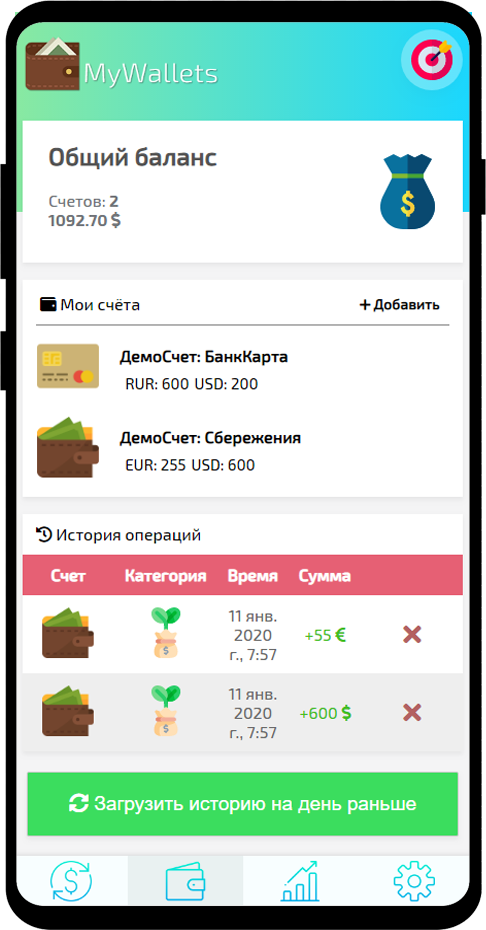 MyWallets
Общий баланс
Счетов: 2
1092.70 $
Мои счёта
+ Добавить
ДемоСчет: БанкКарта
RUR: 600 USD: 200
ДемоСчет: Сбережения
EUR: 255 USD: 600
История операций
Счет Категория Время Сумма
11 янв.
2020
г., 7:57
+55 €
11 янв.
2020
г., 7:57
+600 $
Загрузить историю на день раньше